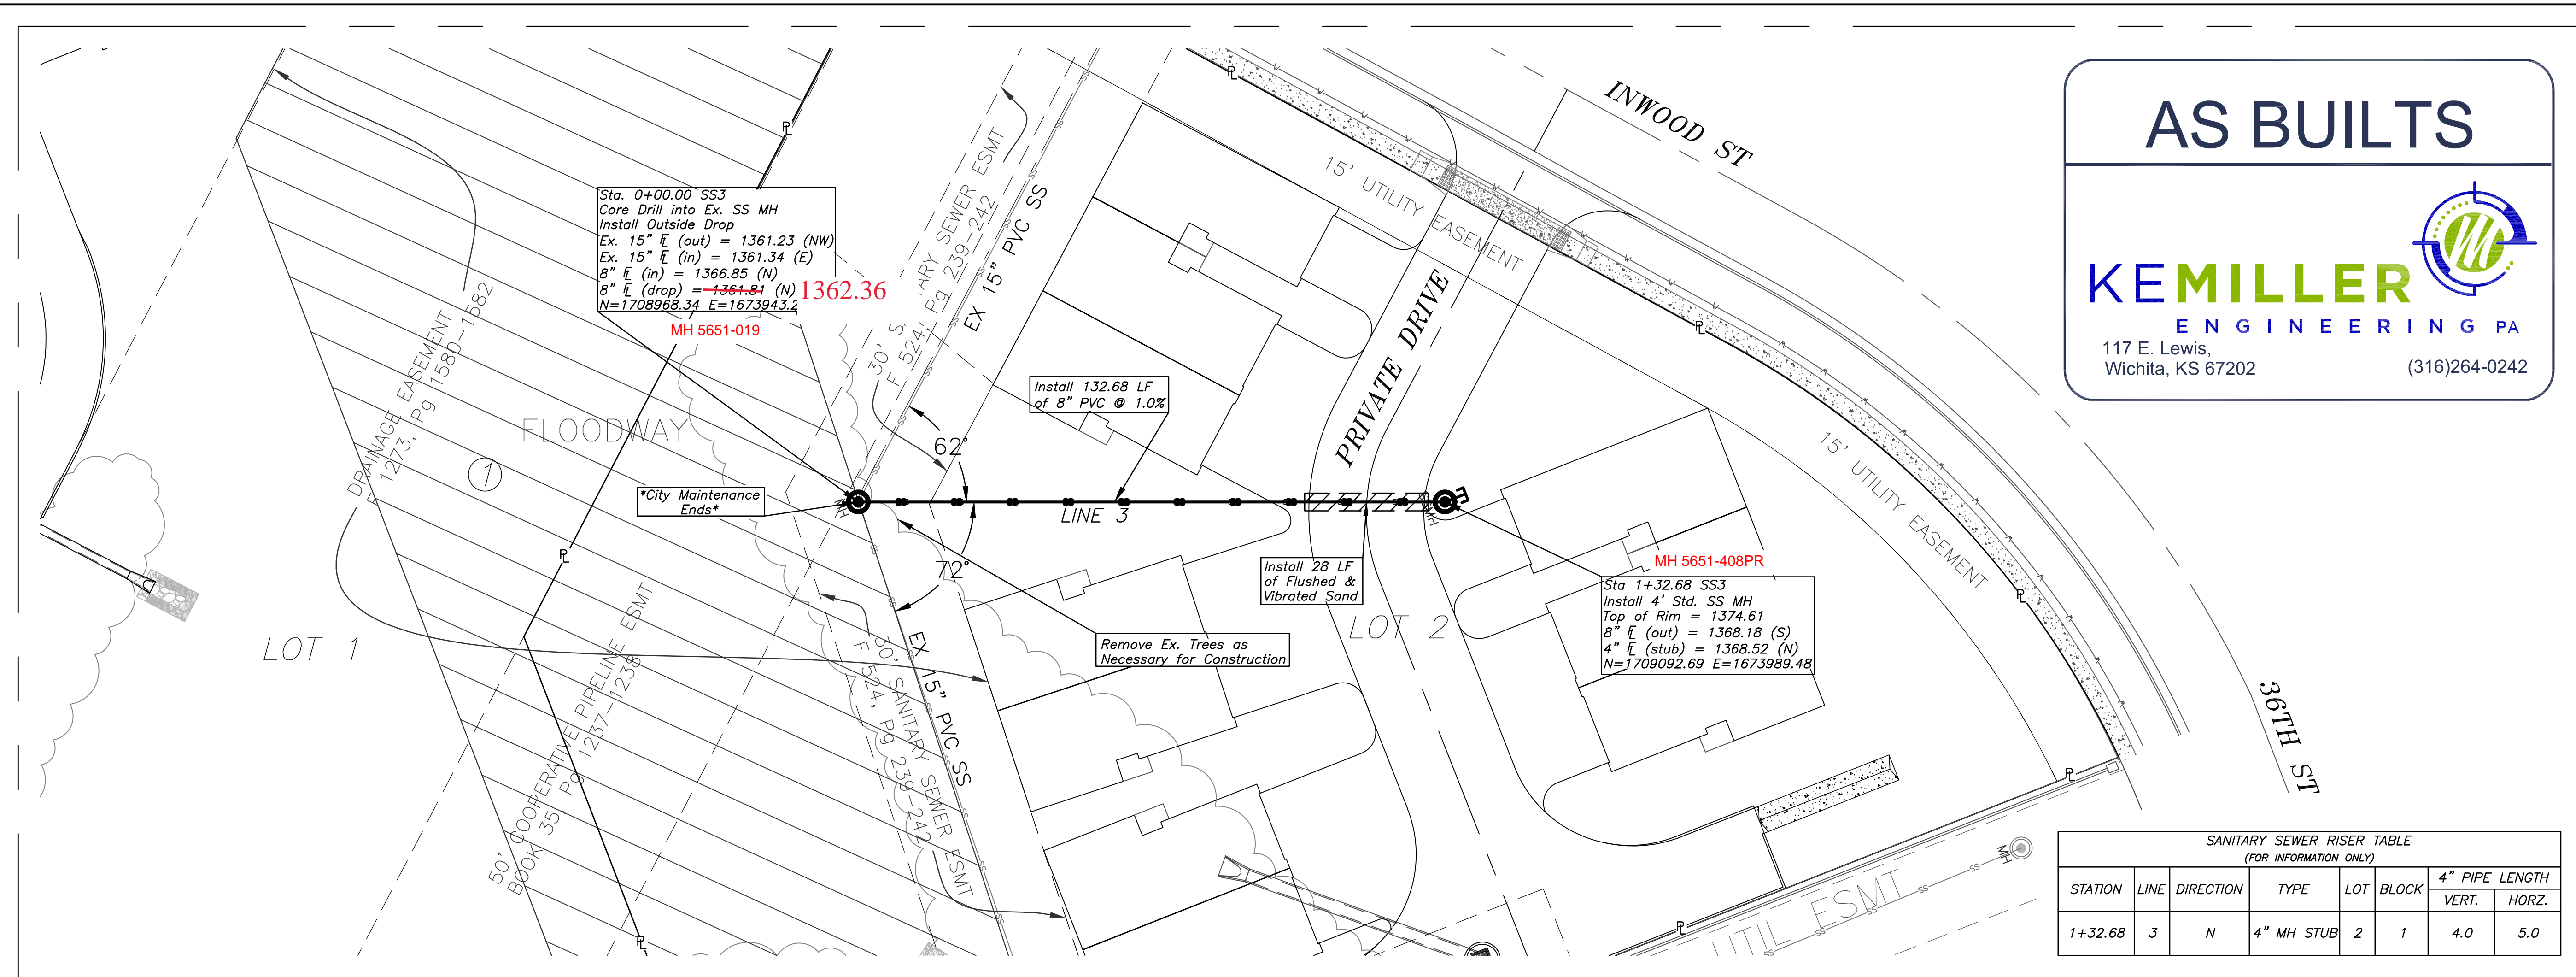 INWOOD ST
AS BUILTS
KEMILLER
ENGINEERING PA
117 E. Lewis,
Wichita, KS 67202
(316)264-0242
15' UTILITY EASEMENT
Sta. 0+00.00 SS3
Core Drill into Ex. SS MH
Install Outside Drop
Ex. 15" FL (out) = 1361.23 (NW)
Ex. 15" FL (in) = 1361.34 (E)
8" FL (in) = 1366.85 (N)
8" FL (drop) = 1361.81 (N) 1362.36
N=1708968.34 E=1673943.2
MH 5651-019
30' S
ARY SEWER ESMT
F 524, Pg 239-242
EX 15" PVC SS
DRAINAGE EASEMENT
F 1273, Pg 1580-1582
FLOODWAY
1
PRIVATE DRIVE
Install 132.68 LF
of 8" PVC @ 1.0%
62°
*City Maintenance
Ends*
MH
LINE 3
MH
72°
Install 28 LF
of Flushed &
Vibrated Sand
15' UTILITY EASEMENT
MH 5651-408PR
Sta 1+32.68 SS3
Install 4' Std. SS MH
Top of Rim = 1374.61
8" FL (out) = 1368.18 (S)
4" FL (stub) = 1368.52 (N)
N=1709092.69 E=1673989.48
LOT 1
LOT 2
Remove Ex. Trees as
Necessary for Construction
50' COOPERATIVE PIPELINE ESMT
BOOK 35 Pg 1237-1238
30' SANITARY SEWER ESMT
F 524, Pg 239-242
EX 15" PVC SS
36TH ST
UTIL ESMT
MH
SANITARY SEWER RISER TABLE
(FOR INFORMATION ONLY)
STATION LINE DIRECTION TYPE LOT BLOCK 4" PIPE LENGTH
VERT. HORZ.
1+32.68 3 N 4" MH STUB 2 1 4.0 5.0